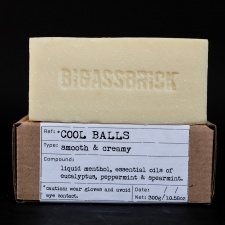 BIGASSBRICK
Ref: *COOL BALLS
Type: smooth & creamy
Compound:
liquid menthol, essential oils of
eucalyptus, peppermint & spearmint.
*caution: wear gloves and avoid
eye contact.
Date: / /
Net: 300g/10.58oz